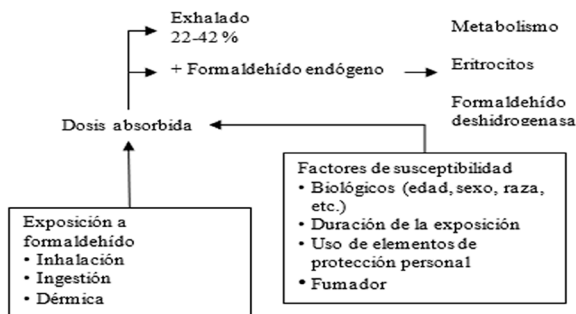 Exhalado
22-42 %
+ Formaldehído endógeno
Metabolismo
Eritrocitos
Formaldehído
deshidrogenasa
Dosis absorbida
Exposición a
formaldehído
• Inhalación
• Ingestión
• Dérmica
Factores de susceptibilidad
• Biológicos (edad, sexo, raza,
etc.)
• Duración de la exposición
• Uso de elementos de
protección personal
• Fumador